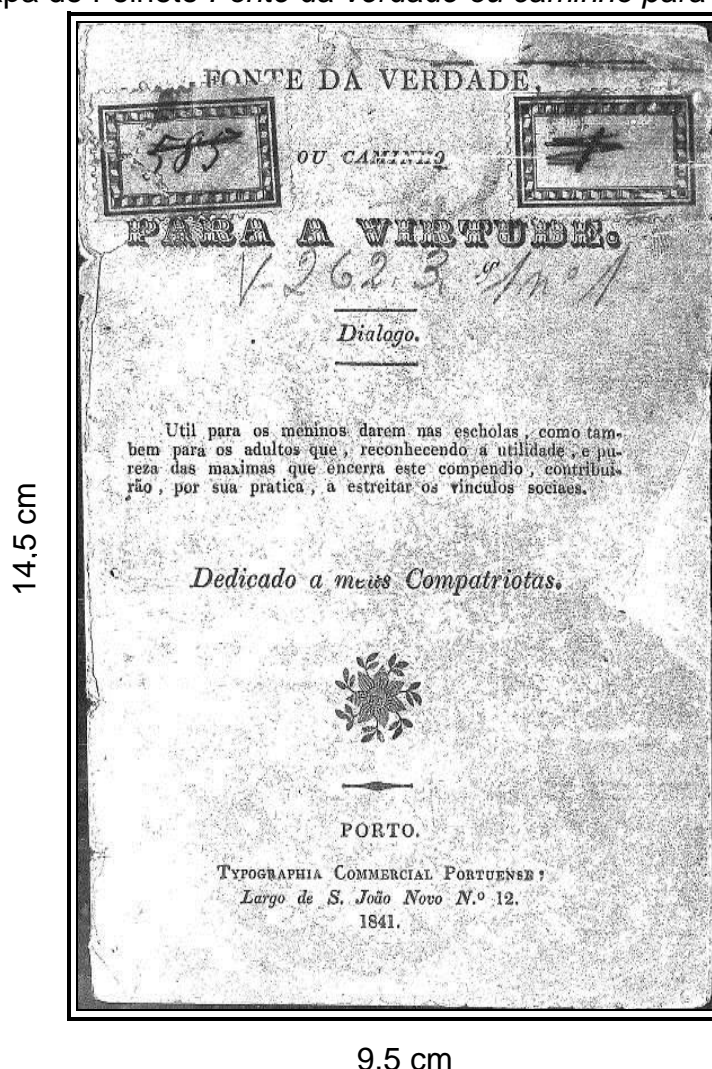 pa do Folheto Fonte da Verdade ou caminho para
FONTE DA VERDADE,
585
OU CAMINHO
PARA A VIRTUDE.
V-262,3
nº 1
Dialogo.
Util para os meninos darem nas escholas, como tam-
bem para os adultos que, reconhecendo a utilidade, e pu-
reza das maximas que encerra este compendio, contribui-
rão, por sua pratica, a estreitar os vinculos sociaes.
Dedicado a meus Compatriotas.
PORTO.
TYPOGRAPHIA COMMERCIAL PORTUENSE:
Largo de S. João Novo N.º 12.
1841.
14,5 cm
9,5 cm